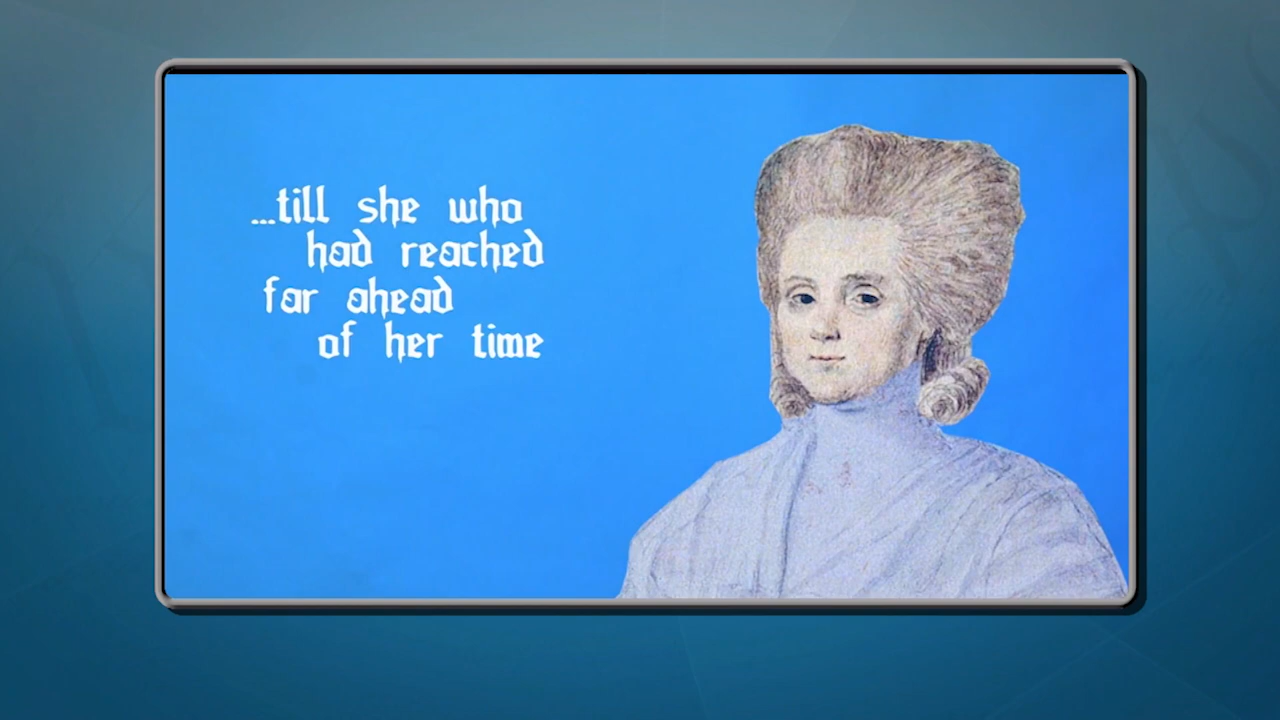 ...till she who
had reached
far ahead
of her time